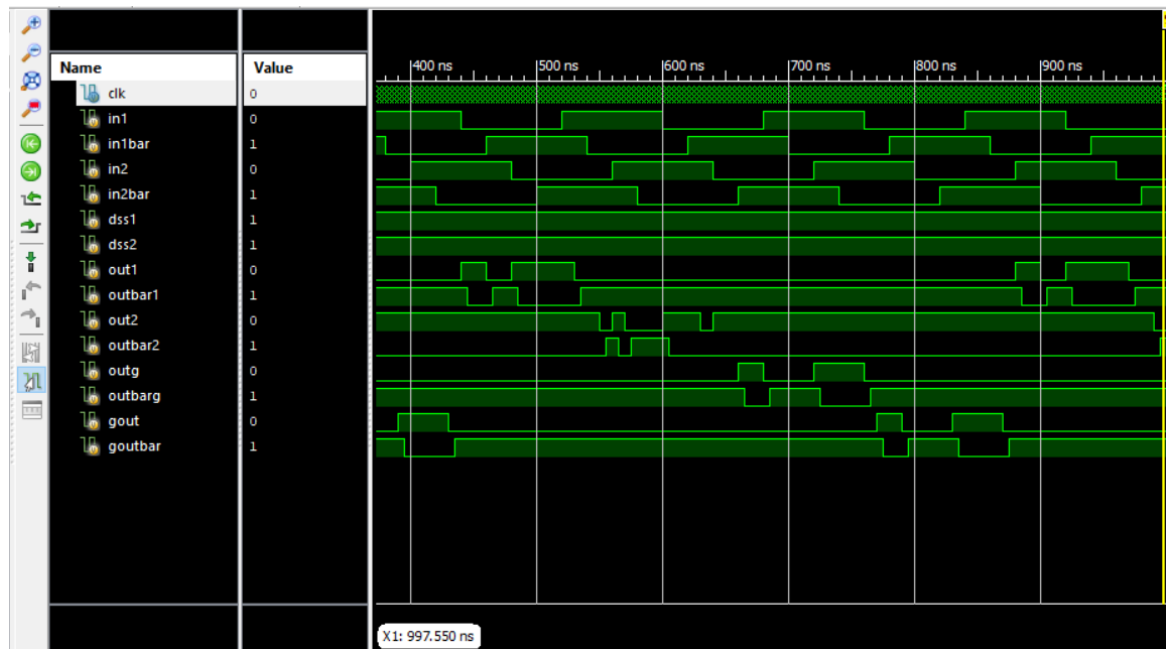 Name Value
400 ns 500 ns 600 ns 700 ns 800 ns 900 ns
clk 0
in1 0
in1bar 1
in2 0
in2bar 1
dss1 1
dss2 1
out1 0
outbar1 1
out2 0
outbar2 1
outg 0
outbarg 1
gout 0
goutbar 1
X1: 997.550 ns